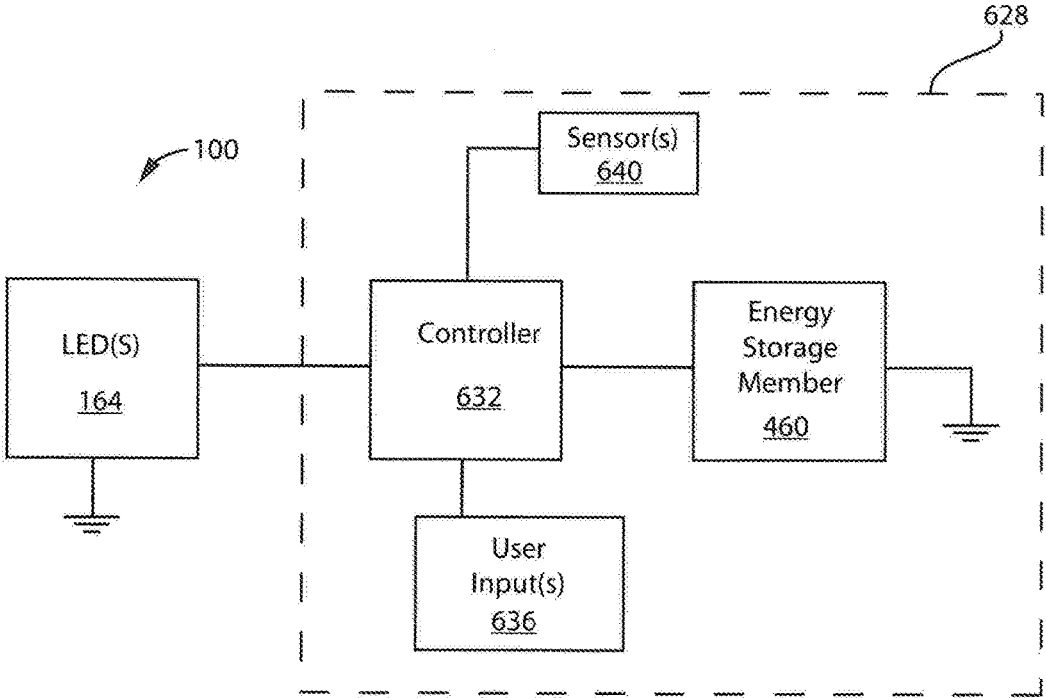 628
100
Sensor(s)
640
LED(S)
164
Controller
632
Energy
Storage
Member
460
User
Input(s)
636